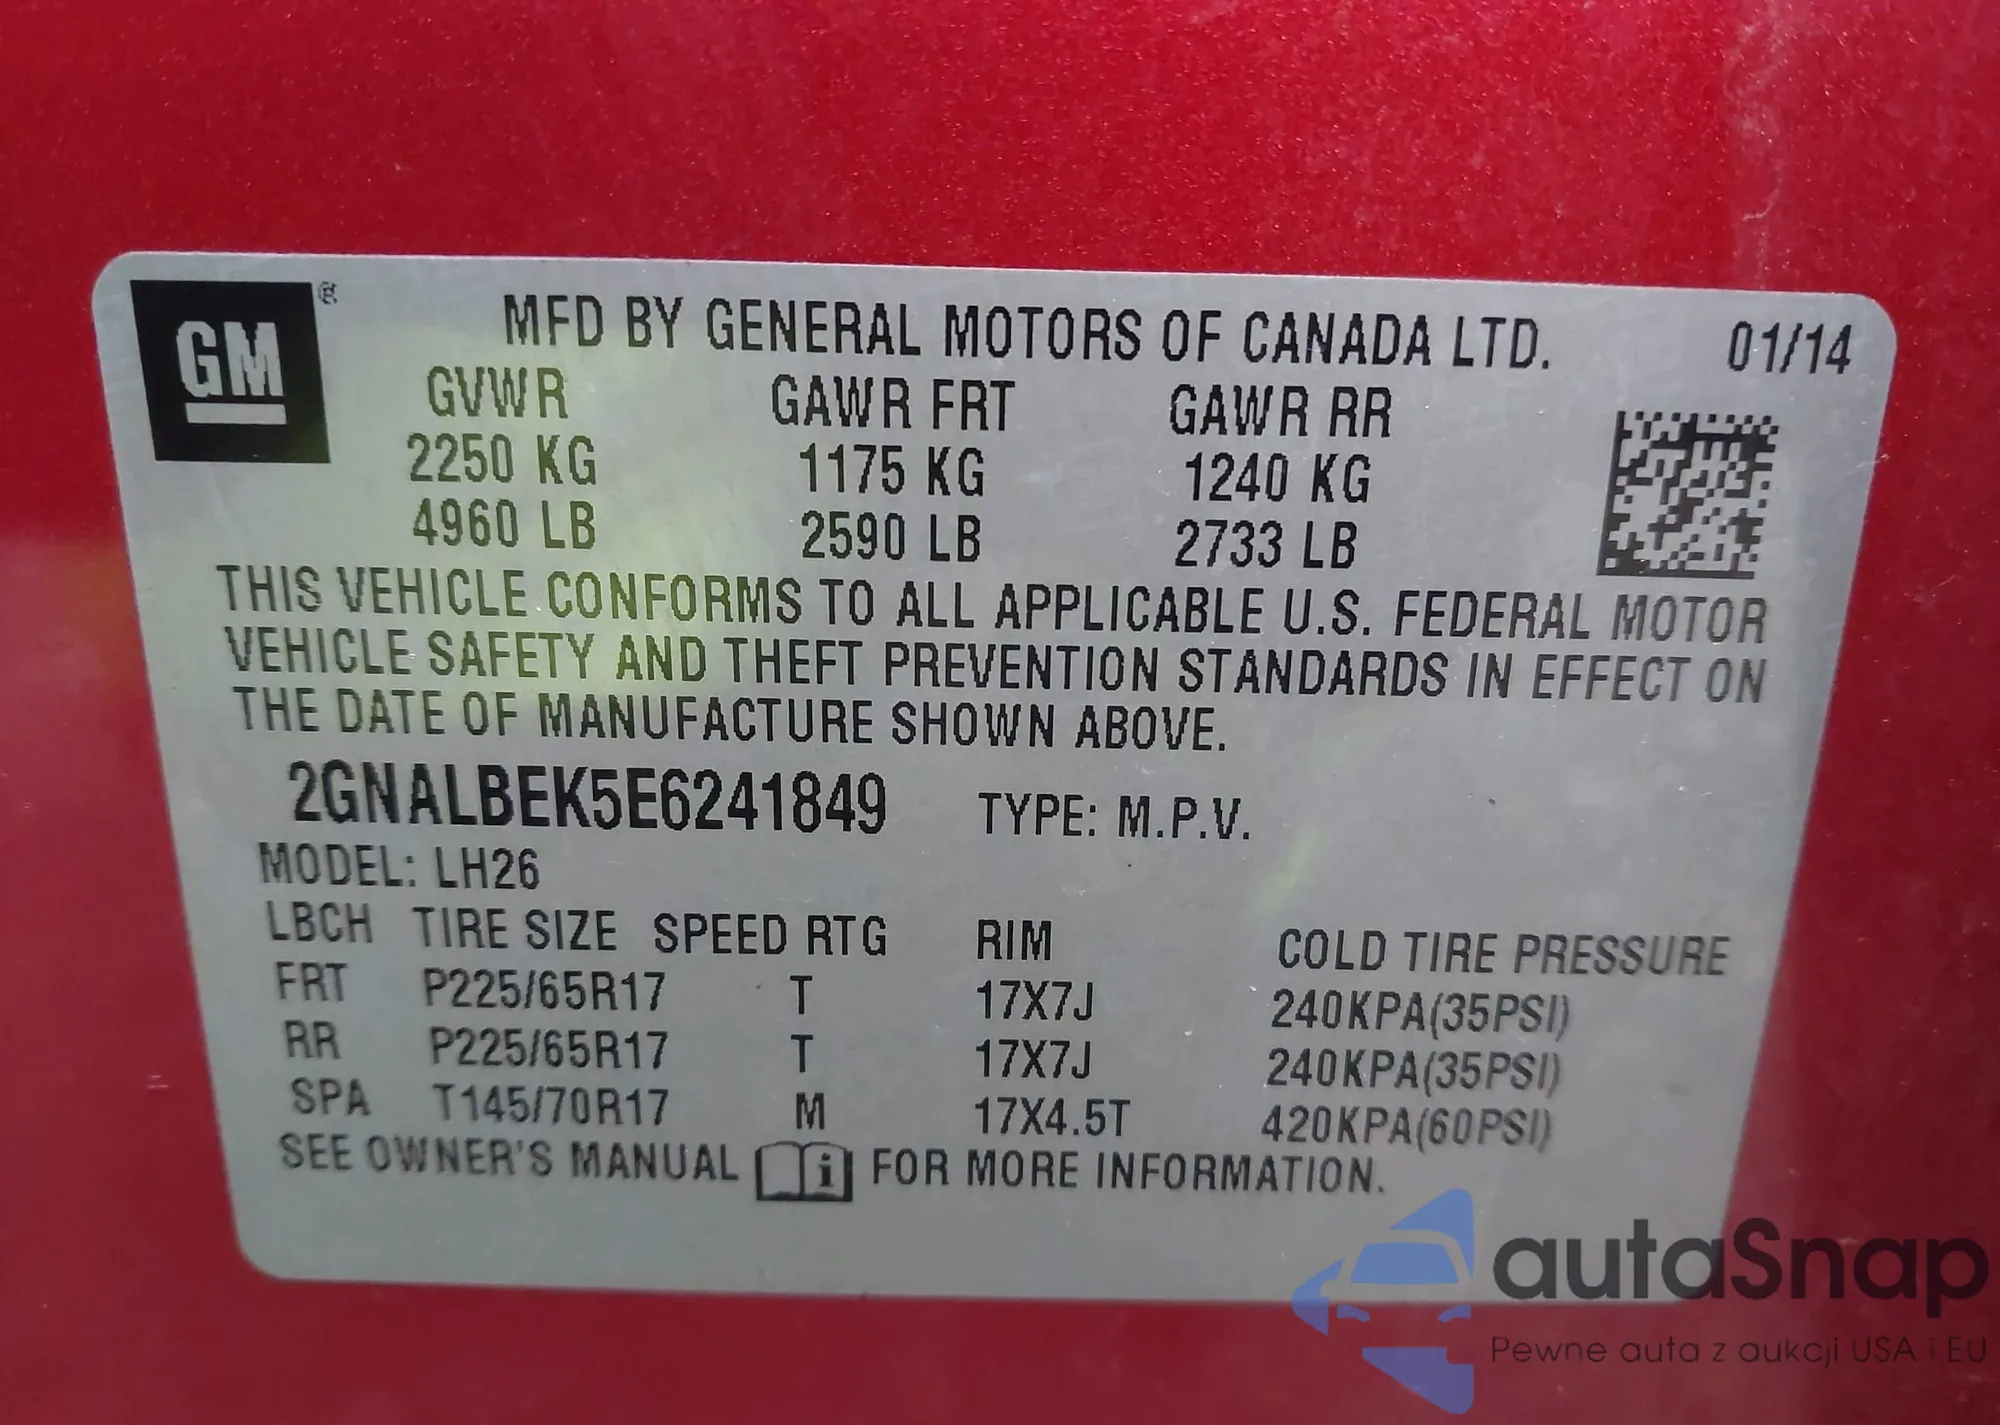 GM ®
MFD BY GENERAL MOTORS OF CANADA LTD. 01/14
GVWR GAWR FRT GAWR RR
2250 KG 1175 KG 1240 KG
4960 LB 2590 LB 2733 LB
THIS VEHICLE CONFORMS TO ALL APPLICABLE U.S. FEDERAL MOTOR
VEHICLE SAFETY AND THEFT PREVENTION STANDARDS IN EFFECT ON
THE DATE OF MANUFACTURE SHOWN ABOVE.
2GNALBEK5E6241849 TYPE: M.P.V.
MODEL: LH26
LBCH TIRE SIZE SPEED RTG RIM COLD TIRE PRESSURE
FRT P225/65R17 T 17X7J 240KPA(35PSI)
RR P225/65R17 T 17X7J 240KPA(35PSI)
SPA T145/70R17 M 17X4.5T 420KPA(60PSI)
SEE OWNER'S MANUAL i FOR MORE INFORMATION.
autaSnap
Pewne auta z aukcji USA i EU